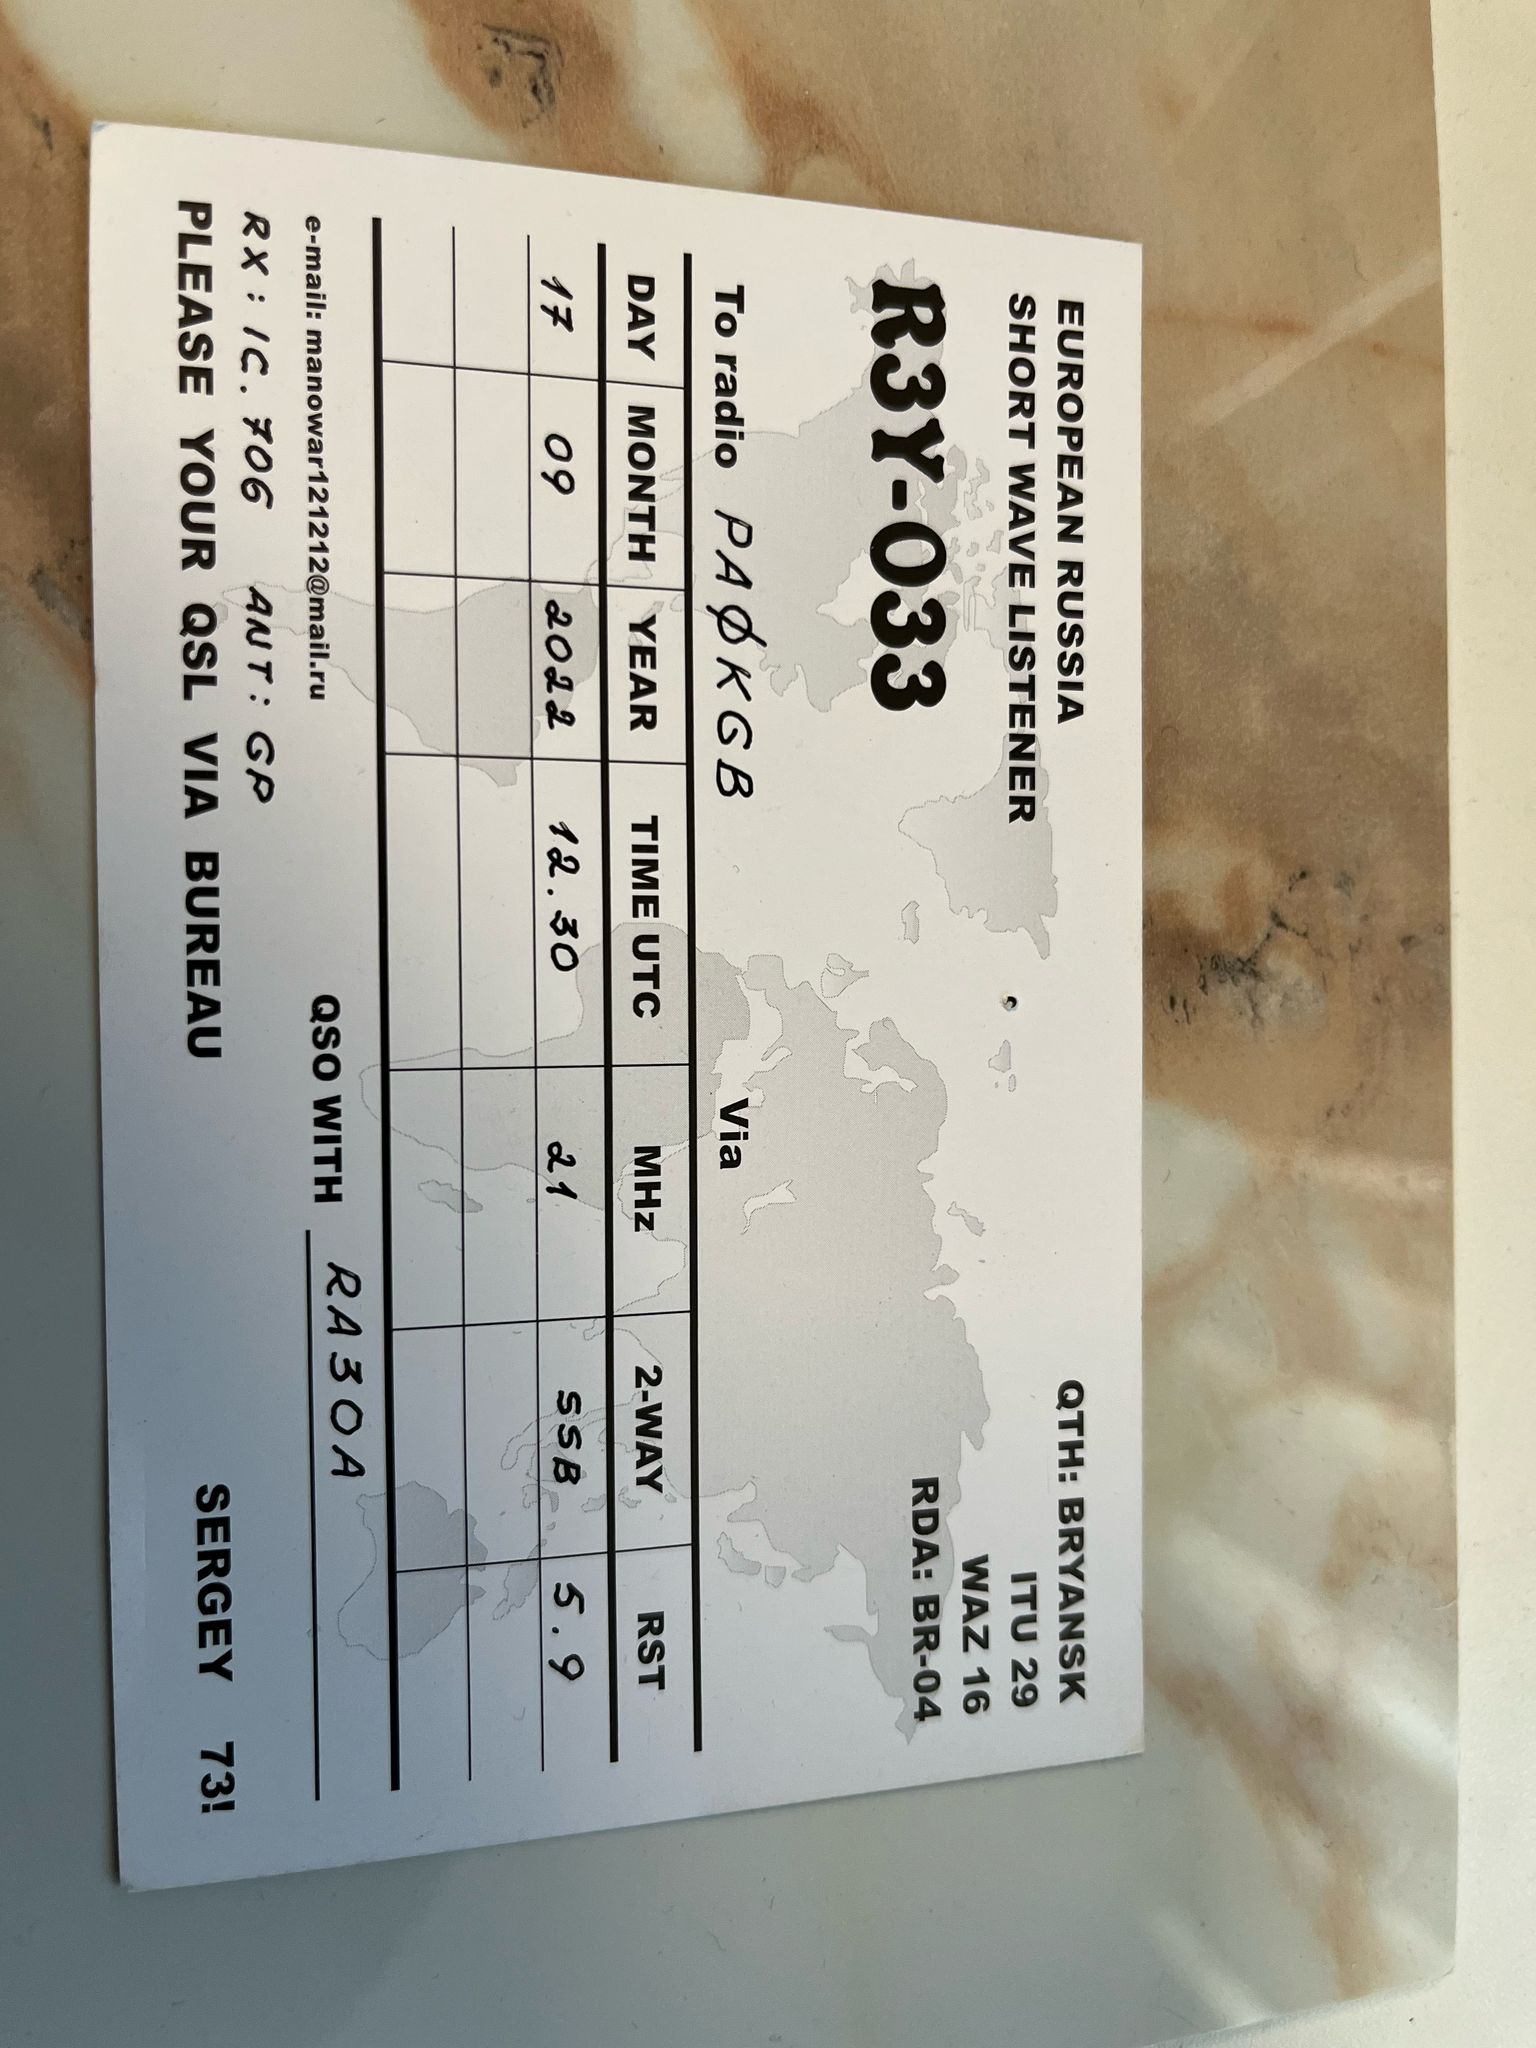 EUROPEAN RUSSIA
SHORT WAVE LISTENER
QTH: BRYANSK
ITU 29
WAZ 16
RDA: BR-04
R3Y-033
To radio PAØKGB Via
DAY MONTH YEAR TIME UTC MHz 2-WAY RST
17 09 2022 12.30 21 SSB 5.9
e-mail: manowar121212@mail.ru QSO WITH RA3OA
RX: IC.706 ANT: GP
PLEASE YOUR QSL VIA BUREAU SERGEY 73!